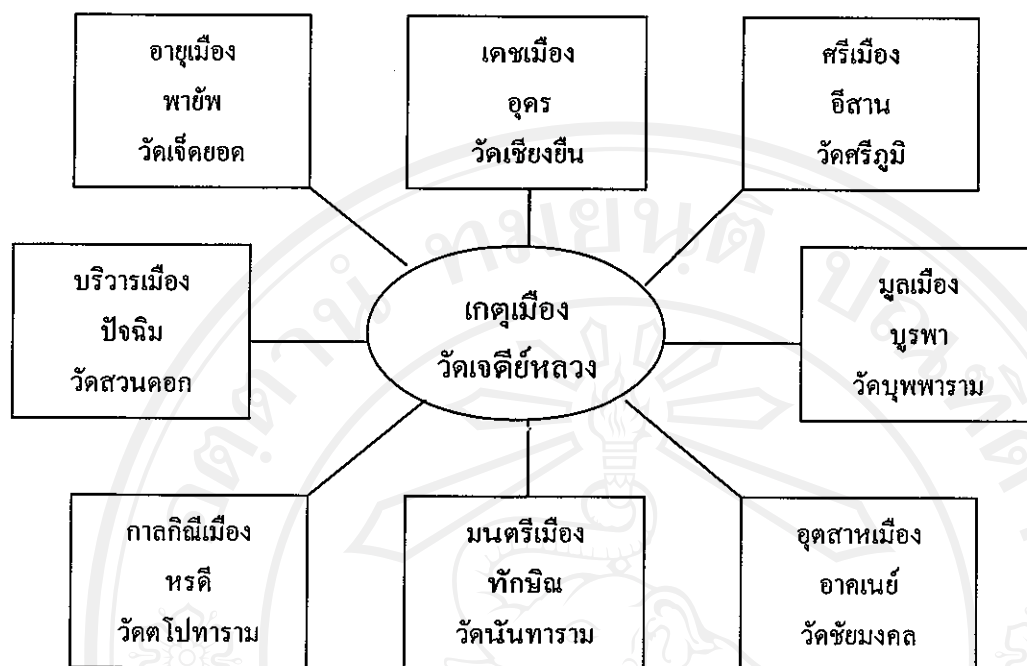 อายุเมือง
พายัพ
วัดเจ็ดยอด
เดชเมือง
อุดร
วัดเชียงยืน
ศรีเมือง
อีสาน
วัดศรีภูมิ
บริวารเมือง
ปัจฉิม
วัดสวนดอก
เกตุเมือง
วัดเจดีย์หลวง
มูลเมือง
บูรพา
วัดบุพพาราม
กาลกิณีเมือง
หรดี
วัดตโปทาราม
มนตรีเมือง
ทักษิณ
วัดนันทาราม
อุตสาหเมือง
อาคเนย์
วัดชัยมงคล